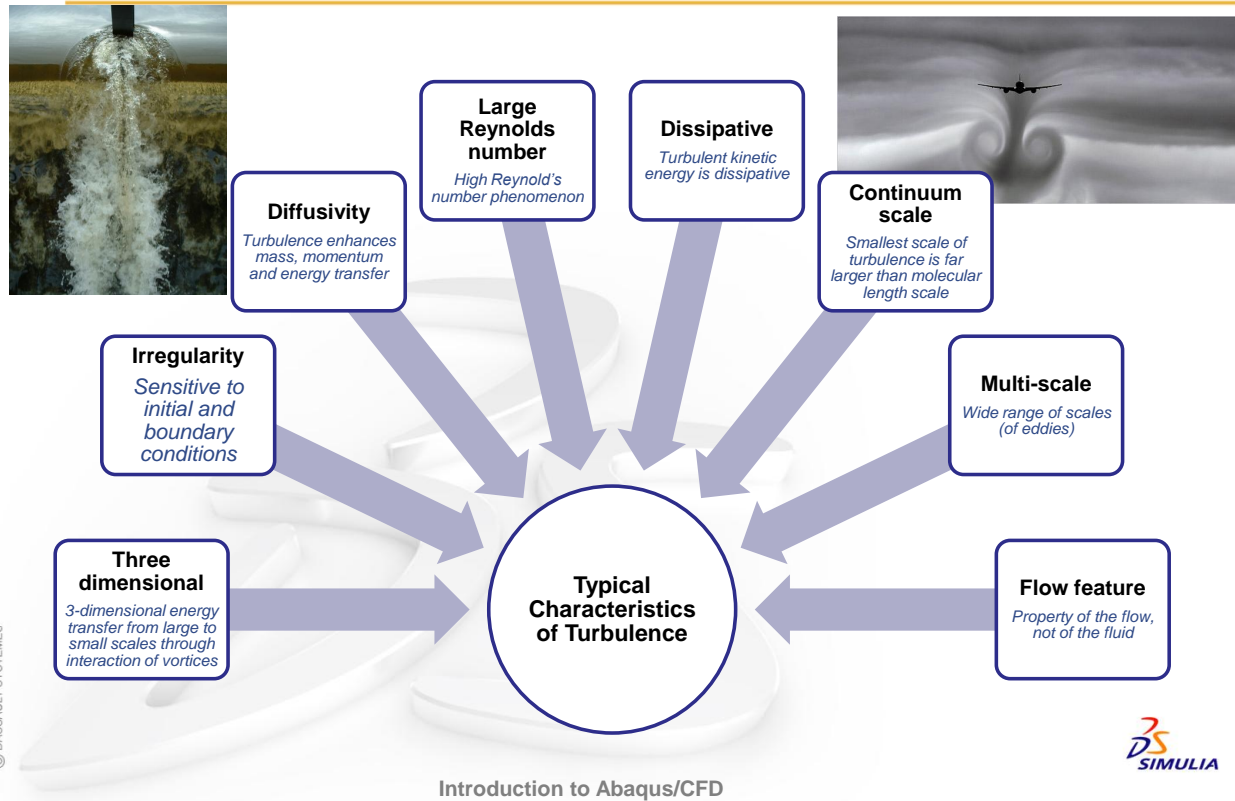 Large
Reynolds
number
High Reynold's
number phenomenon
Dissipative
Turbulent kinetic
energy is dissipative
Diffusivity
Turbulence enhances
mass, momentum
and energy transfer
Continuum
scale
Smallest scale of
turbulence is far
larger than molecular
length scale
Irregularity
Sensitive to
initial and
boundary
conditions
Multi-scale
Wide range of scales
(of eddies)
Three
dimensional
3-dimensional energy
transfer from large to
small scales through
interaction of vortices
Typical
Characteristics
of Turbulence
Flow feature
Property of the flow,
not of the fluid
SIMULIA
Introduction to Abaqus/CFD